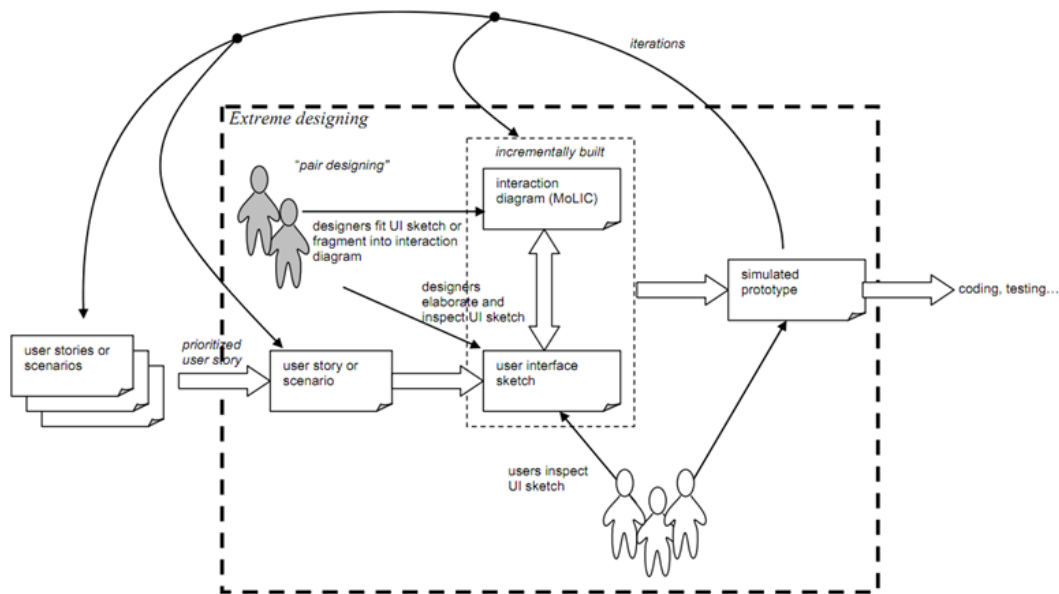 iterations
Extreme designing
"pair designing"
incrementally built
interaction
diagram (MoLIC)
designers fit UI sketch or
fragment into interaction
diagram
simulated
prototype
coding, testing…
designers
elaborate and
inspect UI sketch
user stories or
scenarios
prioritized
user story
user story or
scenario
user interface
sketch
users inspect
UI sketch